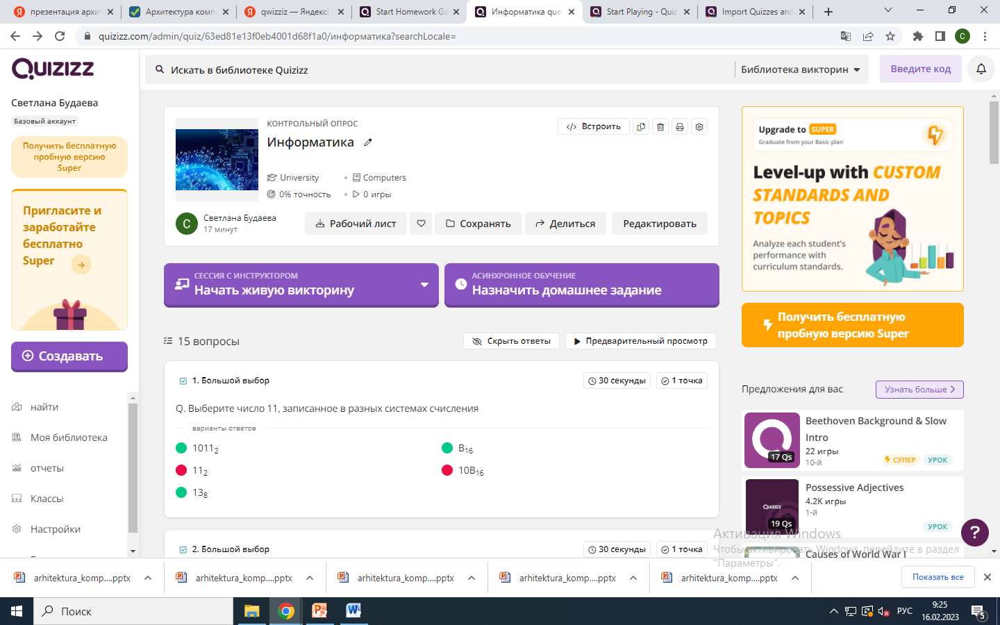 презентация архит
Архитектура комп
qwizziz — Яндекс:
Start Homework Ga
Информатика que
Start Playing - Quiz
Import Quizzes and
quizizz.com/admin/quiz/63ed81e13f0eb4001d68f1a0/информатика?searchLocale=
C
QUIZIZZ
Искать в библиотеке Quizizz
Библиотека викторин
Введите код
Светлана Будаева
Базовый аккаунт
Получить бесплатную
пробную версию
Super
Пригласите и
заработайте
бесплатно
Super
Создавать
найти
Моя библиотека
отчеты
Классы
Настройки
КОНТРОЛЬНЫЙ ОПРОС
Информатика
Встроить
University
Computers
0% точность
0 игры
C
Светлана Будаева
17 минут
Рабочий лист
Сохранять
Делиться
Редактировать
СЕССИЯ С ИНСТРУКТОРОМ
Начать живую викторину
АСИНХРОННОЕ ОБУЧЕНИЕ
Назначить домашнее задание
15 вопросы
Скрыть ответы
Предварительный просмотр
1. Большой выбор
30 секунды
1 точка
Q. Выберите число 11, записанное в разных системах счисления
варианты ответов
1011₂
B₁₆
11₂
10B₁₆
13₈
2. Большой выбор
30 секунды
1 точка
Upgrade to SUPER
Graduate from your Basic plan
Level-up with CUSTOM
STANDARDS AND
TOPICS
Analyze each student's
performance with
curriculum standards.
Получить бесплатную
пробную версию Super
Предложения для вас
Узнать больше
Beethoven Background & Slow
Intro
22 игры
10-й
17 Qs
СУПЕР
УРОК
Possessive Adjectives
4.2K игры
1-й
QUIZIZZ
19 Qs
УРОК
Causes of World War I
?
Активация Windows
Чтобы активировать Windows, перейдите в раздел
"Параметры".
arhitektura_komp....pptx
arhitektura_komp....pptx
arhitektura_komp....pptx
arhitektura_komp....pptx
arhitektura_komp....pptx
Показать все
Поиск
РУС
9:25
16.02.2023
5